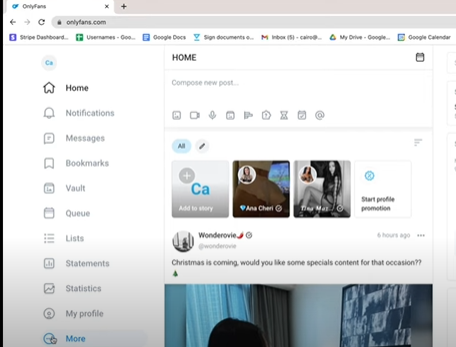 OnlyFans
onlyfans.com
Stripe Dashboard...
Usernames - Goo...
Google Docs
Sign documents o...
Inbox (5) - cairo@...
My Drive - Google...
Google Calendar
Ca
Home
Notifications
Messages
Bookmarks
Vault
Queue
Lists
Statements
Statistics
My profile
More
HOME
Compose new post...
All
Ca
Add to story
Ana Cheri
Start profile
promotion
Wonderovie
6 hours ago
@wonderovie
Christmas is coming, would you like some specials content for that occasion??